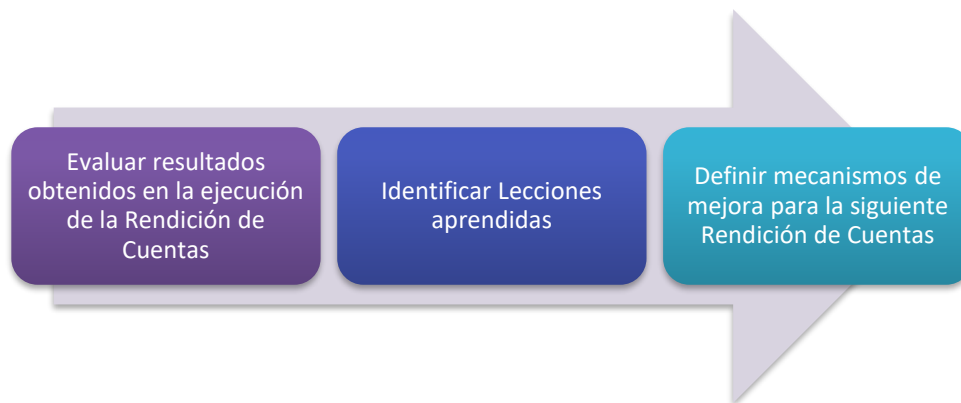 Evaluar resultados
obtenidos en la ejecución
de la Rendición de
Cuentas
Identificar Lecciones
aprendidas
Definir mecanismos de
mejora para la siguiente
Rendición de Cuentas